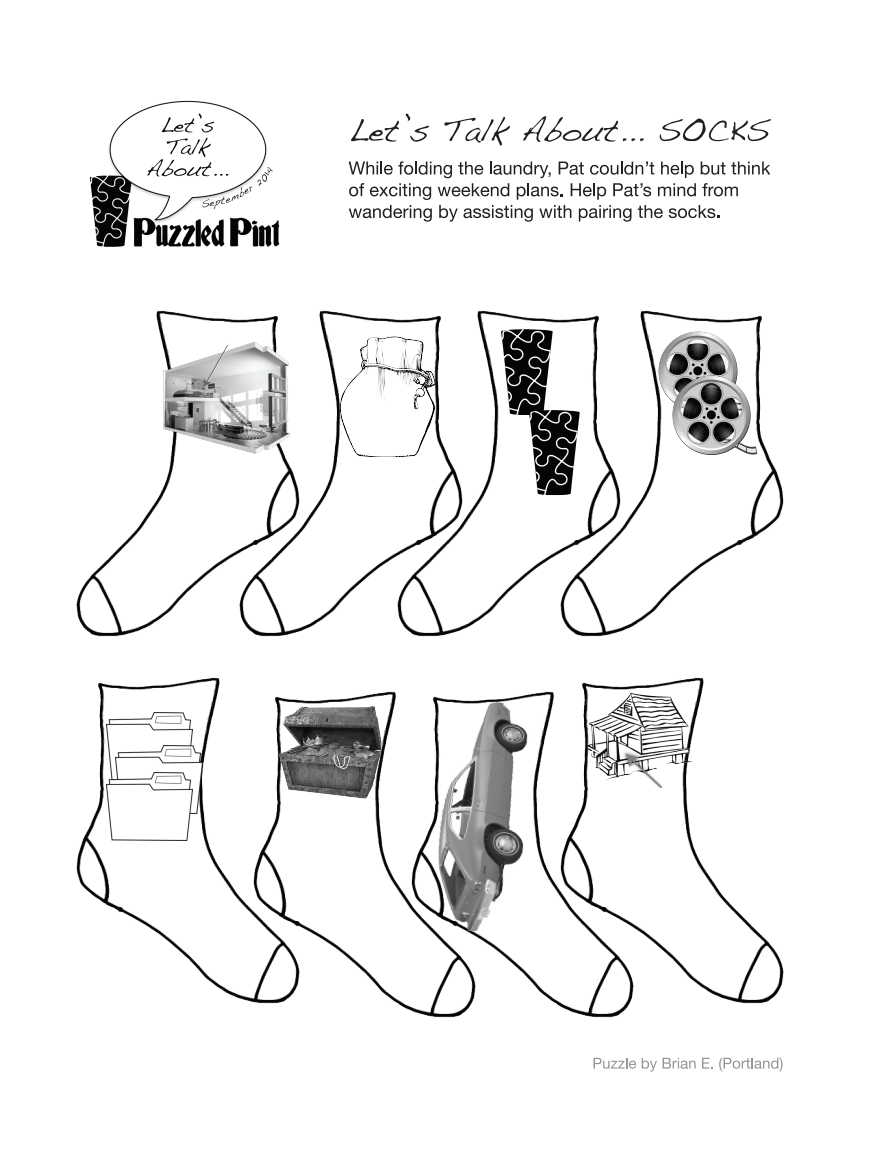 Let's
Talk
About...
September 2014
Puzzled Pint
Let's Talk About... SOCKS
While folding the laundry, Pat couldn't help but think
of exciting weekend plans. Help Pat's mind from
wandering by assisting with pairing the socks.
Puzzle by Brian E. (Portland)